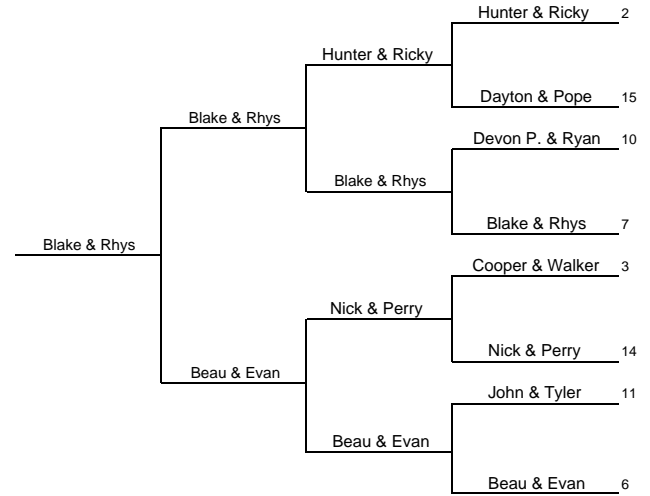 Hunter & Ricky 2
Hunter & Ricky
Dayton & Pope 15
Blake & Rhys
Devon P. & Ryan 10
Blake & Rhys
Blake & Rhys 7
Blake & Rhys
Cooper & Walker 3
Nick & Perry
Nick & Perry 14
Beau & Evan
John & Tyler 11
Beau & Evan
Beau & Evan 6